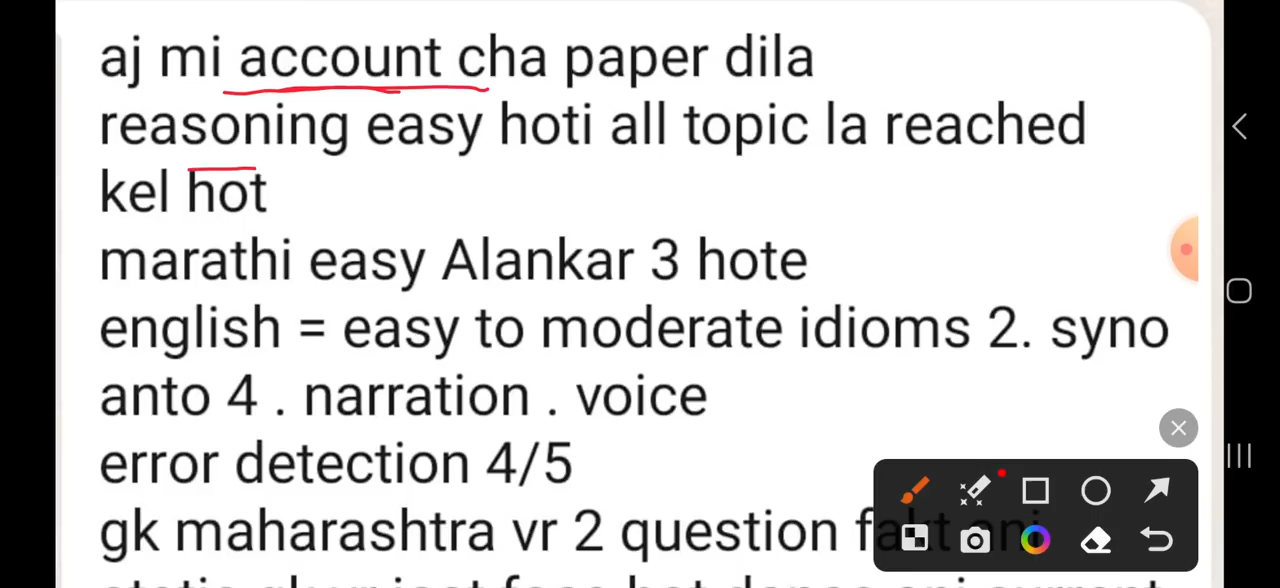 aj mi account cha paper dila
reasoning easy hoti all topic la reached
kel hot
marathi easy Alankar 3 hote
english = easy to moderate idioms 2. syno
anto 4 . narration . voice
error detection 4/5
gk maharashtra vr 2 question fakt ani